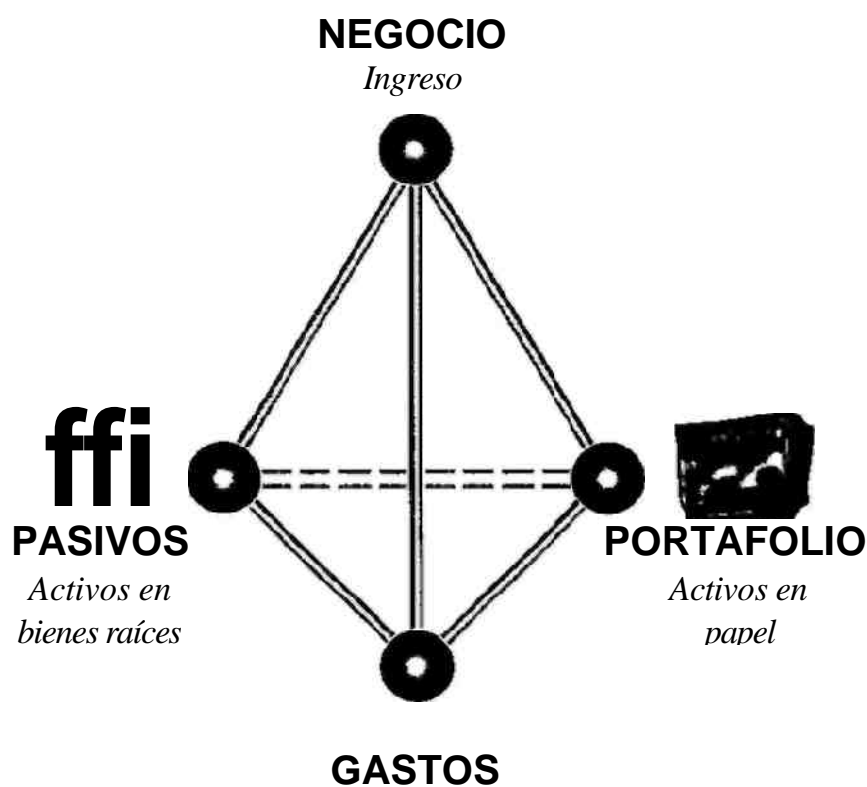 NEGOCIO
Ingreso
ffi
PASIVOS
Activos en
bienes raíces
PORTAFOLIO
Activos en
papel
GASTOS